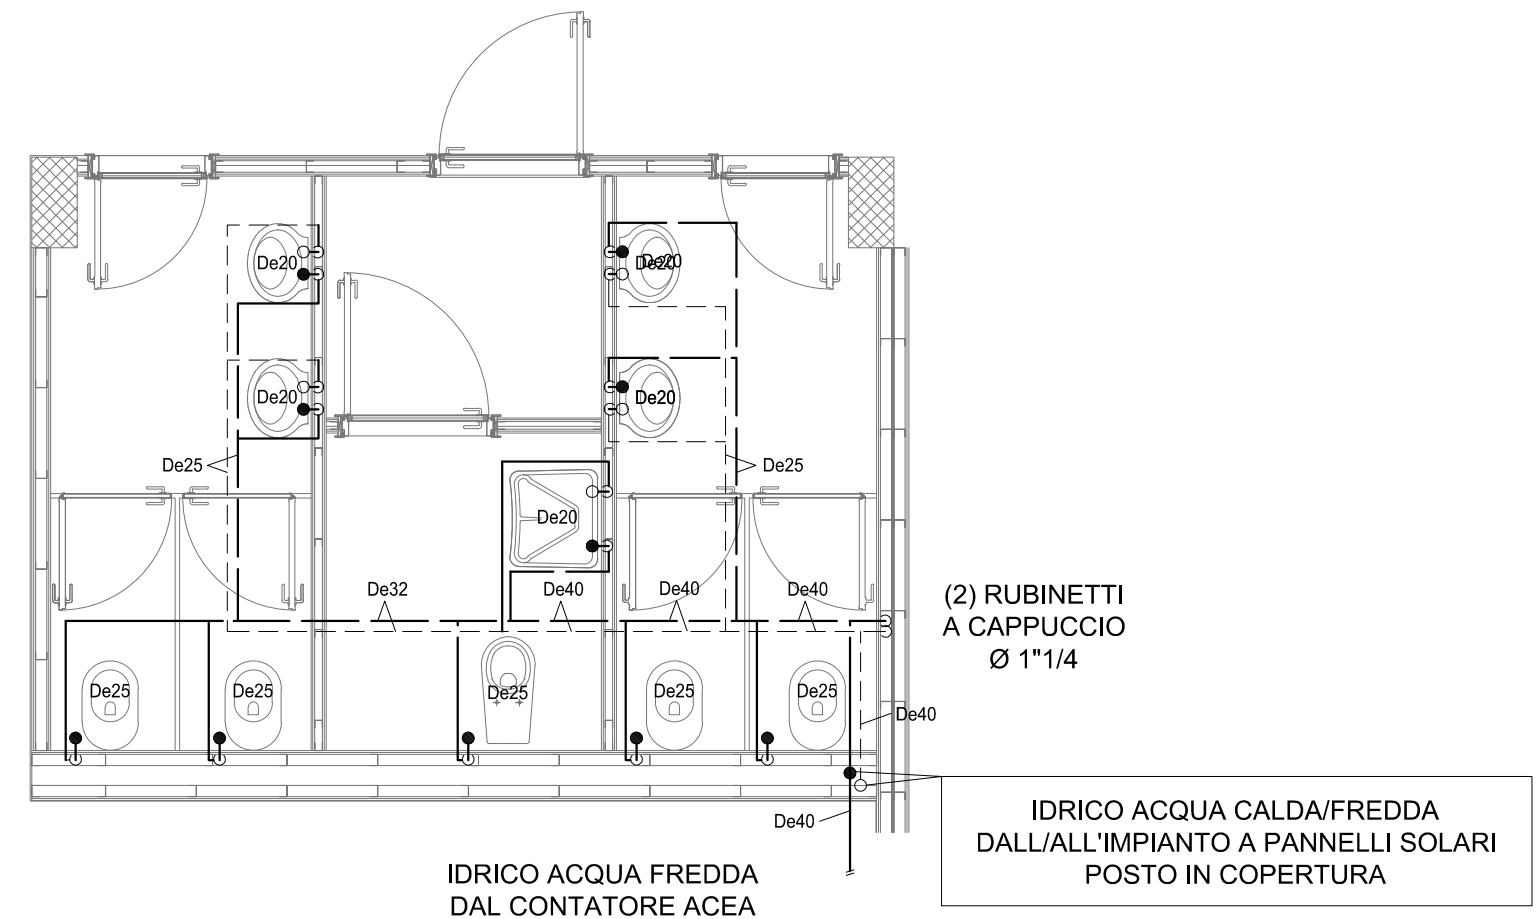 De20
De20
De20
De20
De20
De25
De25
De20
De32
De40
De40
De40
(2) RUBINETTI
A CAPPUCCIO
Ø 1"1/4
De25
De25
De25
De25
De25
De40
De40
IDRICO ACQUA CALDA/FREDDA
DALL/ALL'IMPIANTO A PANNELLI SOLARI
POSTO IN COPERTURA
IDRICO ACQUA FREDDA
DAL CONTATORE ACEA